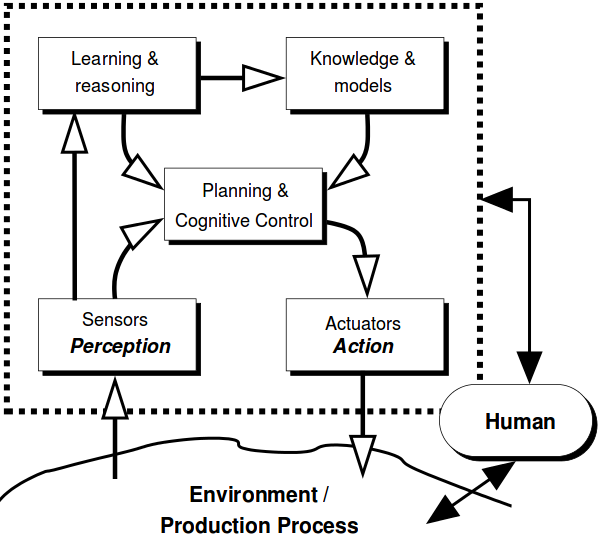 Learning &
reasoning
Knowledge &
models
Planning &
Cognitive Control
Sensors
Perception
Actuators
Action
Human
Environment /
Production Process